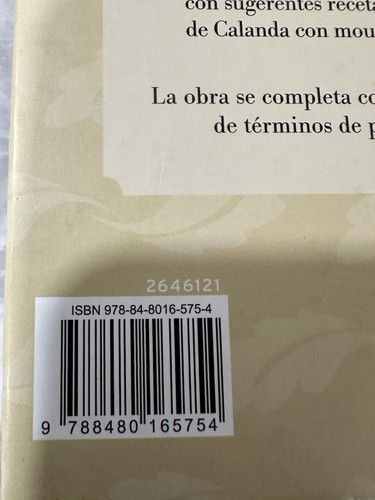 con sugerentes receta
de Calanda con mou
La obra se completa co
de términos de p
2646121
ISBN 978-84-8016-575-4
9 788480 165754